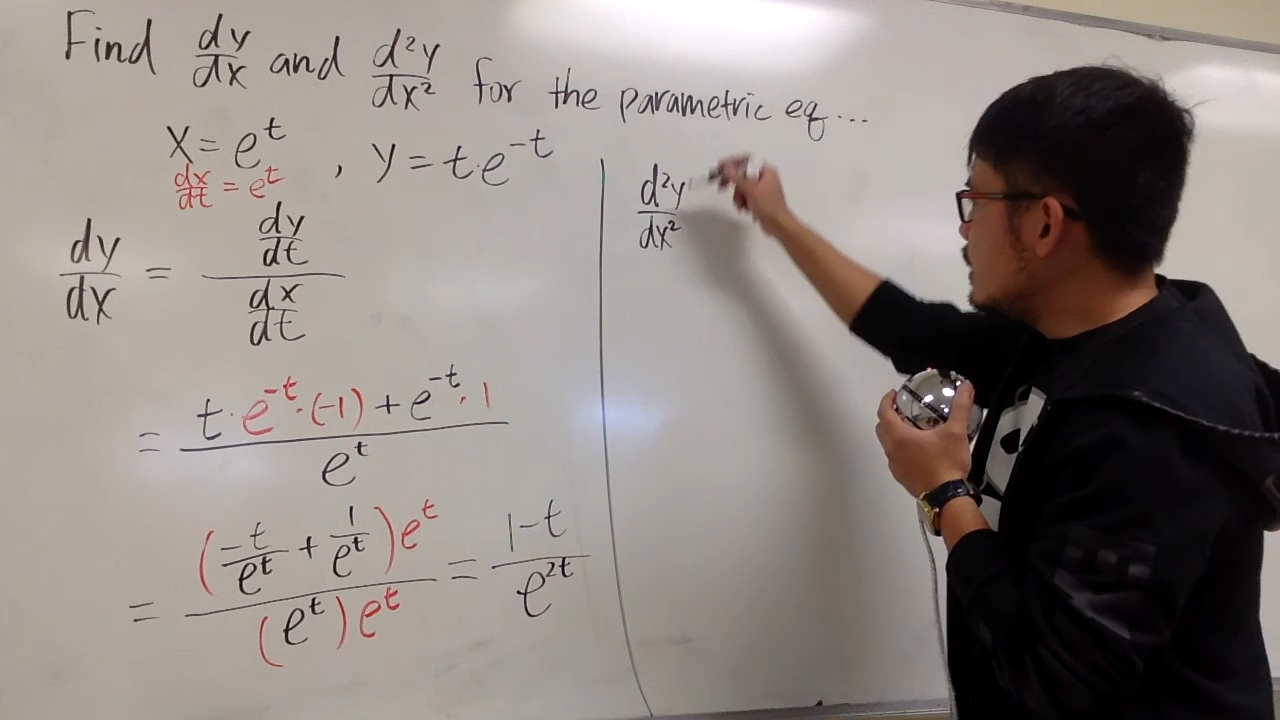 Find dy/dx and d²y/dx² for the parametric eq...
x = e^t , y = t·e^-t
dx/dt = e^t
dy/dx = (dy/dt)/(dx/dt)
= (t·e^-t·(-1) + e^-t·1)/e^t
= ((-t/e^t + 1/e^t)e^t)/((e^t)e^t) = (1-t)/e^2t
d²y/dx²